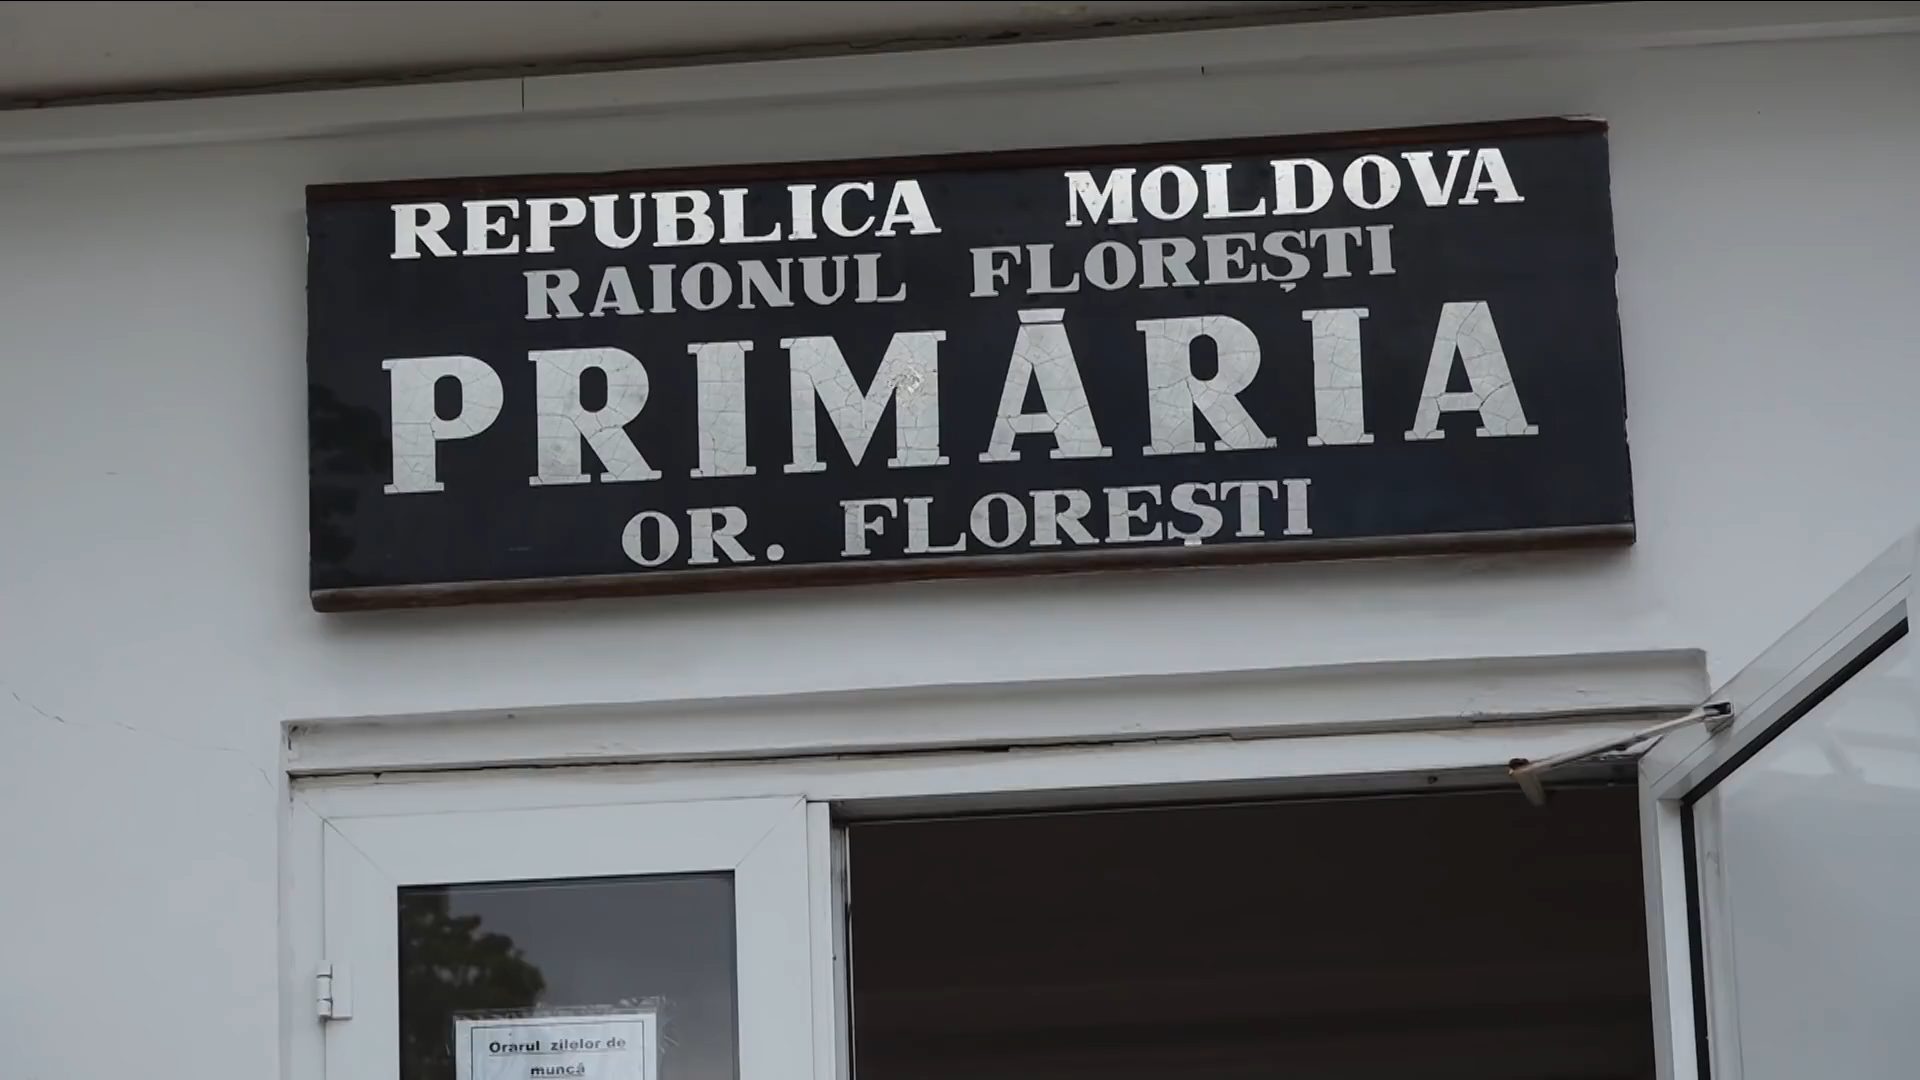 REPUBLICA MOLDOVA
RAIONUL FLOREȘTI
PRIMĂRIA
OR. FLOREȘTI
Orarul zilelor de
muncă